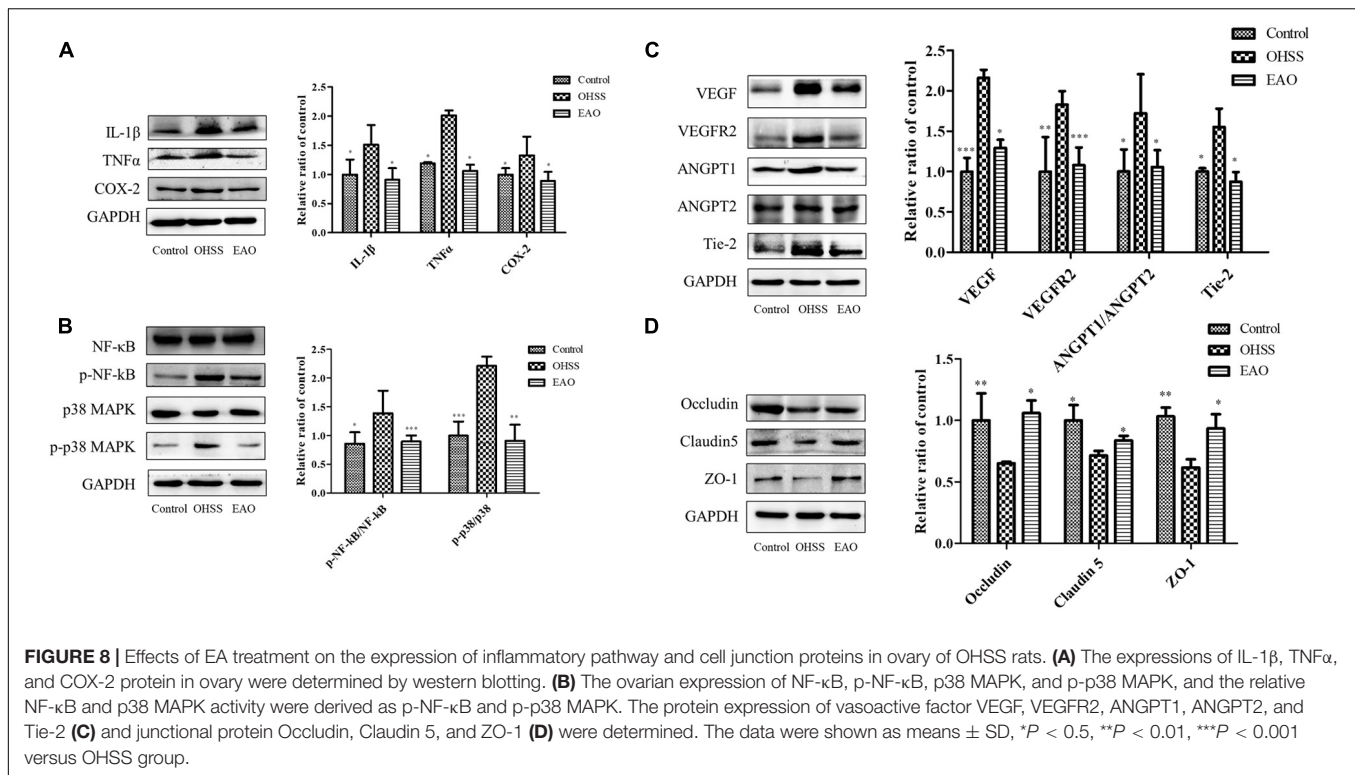 A
IL-1β
TNFα
COX-2
GAPDH
Control OHSS EAO
Relative ratio of control
2.5
2.0
1.5
1.0
0.5
0.0
* * * * * *
IL-1β TNFα COX-2
Control
OHSS
EAO
B
NF-κB
p-NF-kB
p38 MAPK
p-p38 MAPK
GAPDH
Control OHSS EAO
Relative ratio of control
2.5
2.0
1.5
1.0
0.5
0.0
* *** *** **
p-NF-kB/NF-kB p-p38/p38
Control
OHSS
EAO
C
VEGF
VEGFR2
ANGPT1
ANGPT2
Tie-2
GAPDH
Control OHSS EAO
Relative ratio of control
2.5
2.0
1.5
1.0
0.5
0.0
*** * ** *** * * * *
VEGF VEGFR2 ANGPT1/ANGPT2 Tie-2
Control
OHSS
EAO
D
Occludin
Claudin5
ZO-1
GAPDH
Control OHSS EAO
Relative ratio of control
1.5
1.0
0.5
0.0
** * * * ** *
Occludin Claudin 5 ZO-1
Control
OHSS
EAO
FIGURE 8 | Effects of EA treatment on the expression of inflammatory pathway and cell junction proteins in ovary of OHSS rats. (A) The expressions of IL-1β, TNFα,
and COX-2 protein in ovary were determined by western blotting. (B) The ovarian expression of NF-κB, p-NF-κB, p38 MAPK, and p-p38 MAPK, and the relative
NF-κB and p38 MAPK activity were derived as p-NF-κB and p-p38 MAPK. The protein expression of vasoactive factor VEGF, VEGFR2, ANGPT1, ANGPT2, and
Tie-2 (C) and junctional protein Occludin, Claudin 5, and ZO-1 (D) were determined. The data were shown as means ± SD, *P < 0.5, **P < 0.01, ***P < 0.001
versus OHSS group.